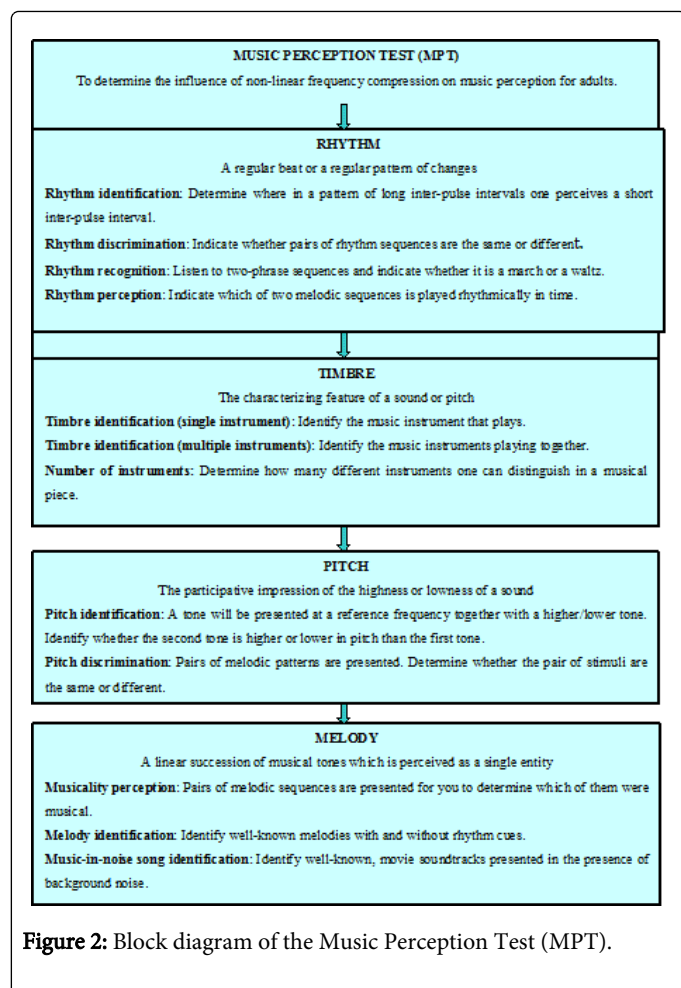 MUSIC PERCEPTION TEST (MPT)
To determine the influence of non-linear frequency compression on music perception for adults.
RHYTHM
A regular beat or a regular pattern of changes
Rhythm identification: Determine where in a pattern of long inter-pulse intervals one perceives a short
inter-pulse interval.
Rhythm discrimination: Indicate whether pairs of rhythm sequences are the same or different.
Rhythm recognition: Listen to two-phrase sequences and indicate whether it is a march or a waltz.
Rhythm perception: Indicate which of two melodic sequences is played rhythmically in time.
TIMBRE
The characterizing feature of a sound or pitch
Timbre identification (single instrument): Identify the music instrument that plays.
Timbre identification (multiple instruments): Identify the music instruments playing together.
Number of instruments: Determine how many different instruments one can distinguish in a musical
piece.
PITCH
The participative impression of the highness or lowness of a sound
Pitch identification: A tone will be presented at a reference frequency together with a higher/lower tone.
Identify whether the second tone is higher or lower in pitch than the first tone.
Pitch discrimination: Pairs of melodic patterns are presented. Determine whether the pair of stimuli are
the same or different.
MELODY
A linear succession of musical tones which is perceived as a single entity
Musicality perception: Pairs of melodic sequences are presented for you to determine which of them were
musical.
Melody identification: Identify well-known melodies with and without rhythm cues.
Music-in-noise song identification: Identify well-known, movie soundtracks presented in the presence of
background noise.
Figure 2: Block diagram of the Music Perception Test (MPT).